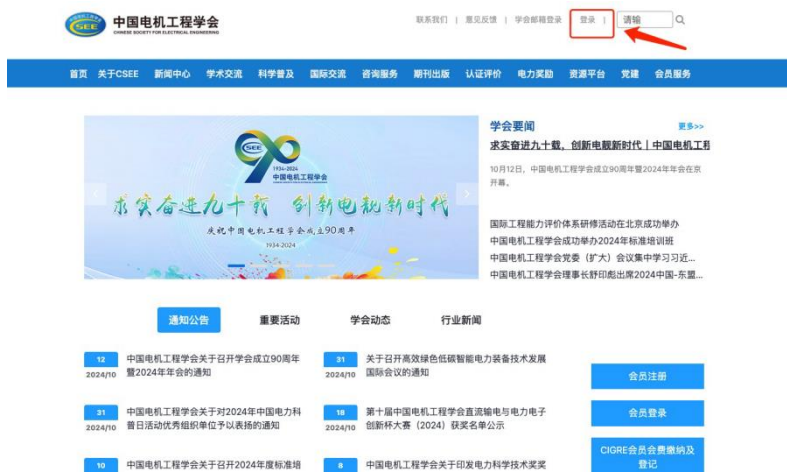 CSEE
中国电机工程学会
CHINESE SOCIETY FOR ELECTRICAL ENGINEERING
联系我们 | 意见反馈 | 学会邮箱登录 登录 | 请输
首页 关于CSEE 新闻中心 学术交流 科学普及 国际交流 咨询服务 期刊出版 认证评价 电力奖励 资源平台 党建 会员服务
CSEE
1934-2024
中国电机工程学会
求实奋进九十载 创新电靓新时代
庆祝中国电机工程学会成立90周年
1934-2024
学会要闻 更多>>
求实奋进九十载，创新电靓新时代 | 中国电机工程
10月12日，中国电机工程学会成立90周年暨2024年年会在京
开幕。
国际工程能力评价体系研修活动在北京成功举办
中国电机工程学会成功举办2024年标准培训班
中国电机工程学会党委（扩大）会议集中学习习近...
中国电机工程学会理事长舒印彪出席2024中国-东盟...
通知公告 重要活动 学会动态 行业新闻
12
2024/10
中国电机工程学会关于召开学会成立90周年
暨2024年年会的通知
31
2024/10
关于召开高效绿色低碳智能电力装备技术发展
国际会议的通知
31
2024/10
中国电机工程学会关于对2024年中国电力科
普日活动优秀组织单位予以表扬的通知
18
2024/10
第十届中国电机工程学会直流输电与电力电子
创新杯大赛（2024）获奖名单公示
10
中国电机工程学会关于召开2024年度标准培
8
中国电机工程学会关于印发电力科学技术奖奖
会员注册
会员登录
CIGRE会员会费缴纳及
登记